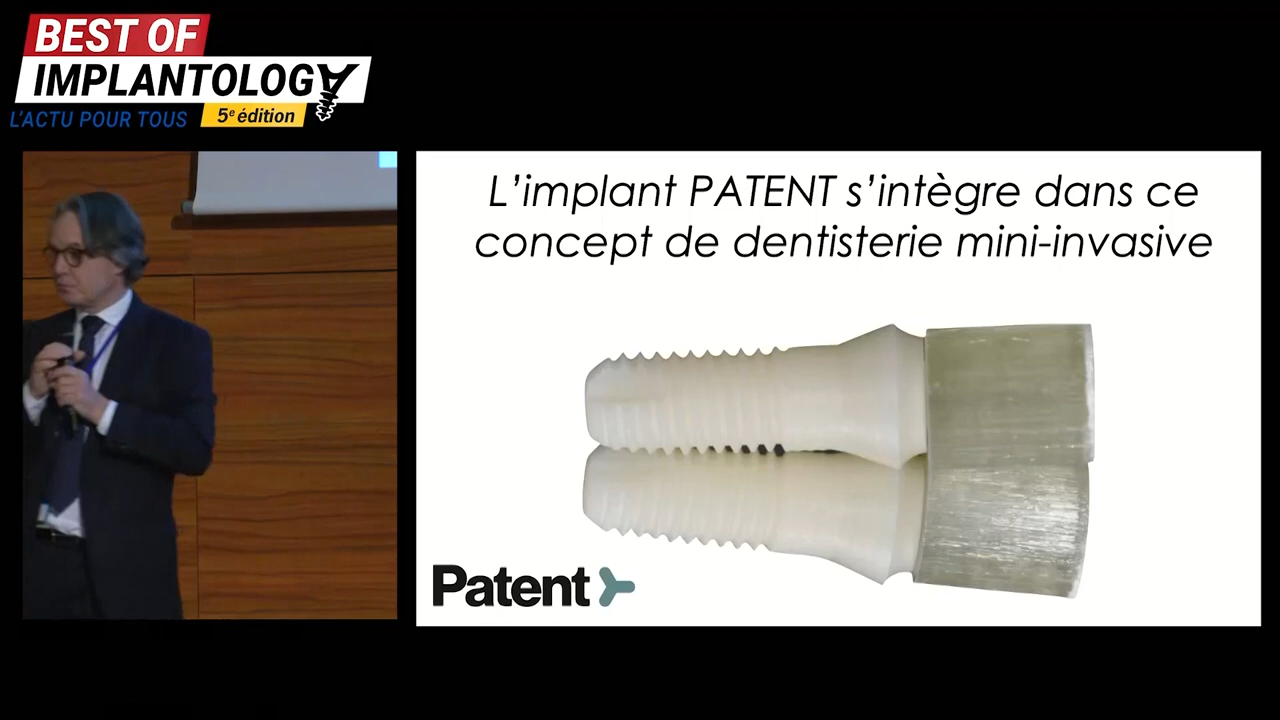 BEST OF
IMPLANTOLOGY
L'ACTU POUR TOUS
5e édition
L'implant PATENT s'intègre dans ce
concept de dentisterie mini-invasive
Patent